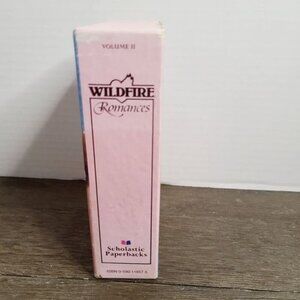 VOLUME II
WILDFIRE
Romances
Scholastic
Paperbacks